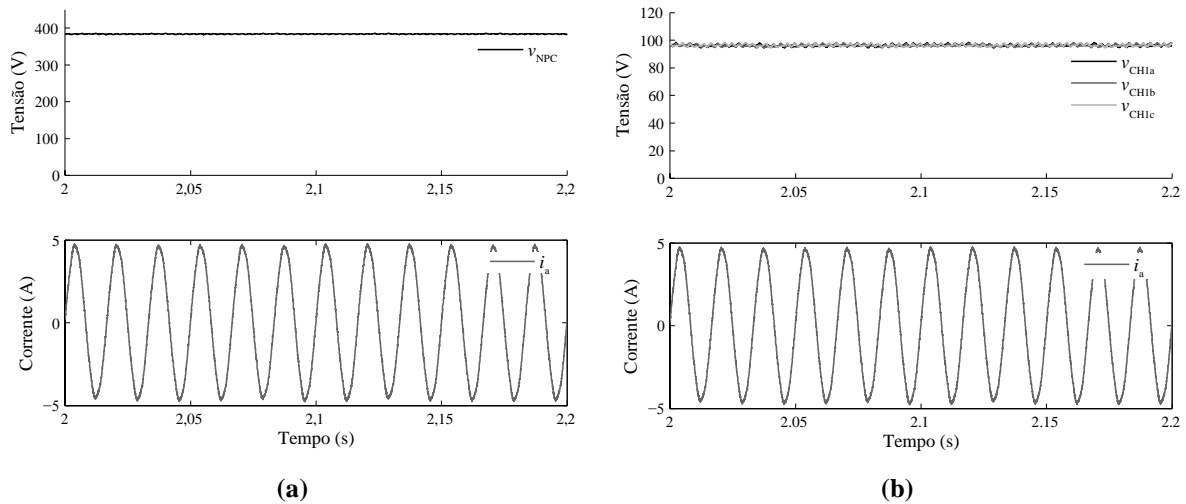 400
300
200
100
0
Tensão (V)
v_NPC
2
2,05
2,1
2,15
2,2
5
0
−5
Corrente (A)
i_a
2
2,05
2,1
2,15
2,2
Tempo (s)
(a)
120
100
80
60
40
20
0
Tensão (V)
v_CH1a
v_CH1b
v_CH1c
2
2.05
2.1
2.15
2.2
5
0
−5
Corrente (A)
i_a
2
2.05
2.1
2.15
2.2
Tempo (s)
(b)